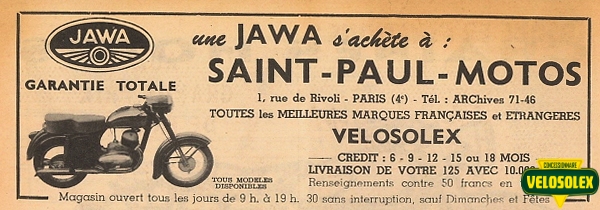 JAWA
GARANTIE TOTALE
une JAWA s'achète à :
SAINT-PAUL-MOTOS
1, rue de Rivoli - PARIS (4e) - Tél. : ARChives 71-46
TOUTES les MEILLEURES MARQUES FRANÇAISES et ETRANGERES
VELOSOLEX
CREDIT : 6 - 9 - 12 - 15 ou 18 MOIS
LIVRAISON DE VOTRE 125 AVEC
Renseignements contre 50 francs en
TOUS MODELES
DISPONIBLES
Magasin ouvert tous les jours de 9 h. à 19 h. 30 sans interruption, sauf Dimanches et Fêtes
CONCESSIONNAIRE
VELOSOLEX